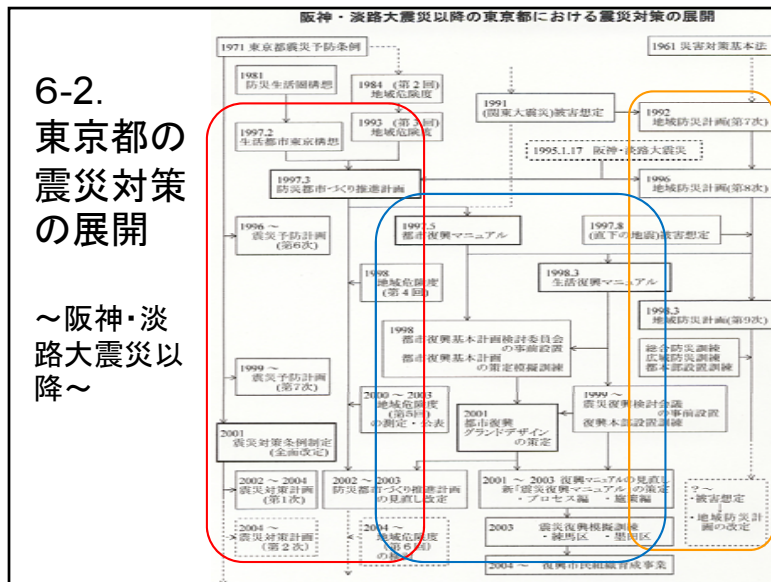 阪神・淡路大震災以降の東京都における震災対策の展開
6-2.
東京都の
震災対策
の展開
～阪神・淡
路大震災以
降～
1971 東京都震災予防条例
1961 災害対策基本法
1981
防災生活圏構想
1984 (第2回)
地域危険度
1991
(関東大震災)被害想定
1992
地域防災計画(第7次)
1997.2
生活都市東京構想
1993 (第3回)
地域危険度
1995.1.17 阪神・淡路大震災
1997.3
防災都市づくり推進計画
1996
地域防災計画(第8次)
1996～
震災予防計画
(第6次)
1997.5
都市復興マニュアル
1997.8
(直下の地震)被害想定
1998
地域危険度
(第4回)
1998.3
生活復興マニュアル
1998.3
地域防災計画(第9次)
1998
都市復興基本計画検討委員会
の事前設置
都市復興基本計画
の策定模擬訓練
総合防災訓練
広域防災訓練
都本部設置訓練
1999～
震災予防計画
(第7次)
2000～2003
地域危険度
(第5回)
の測定・公表
2001
都市復興
グランドデザイン
の策定
1999～
震災復興検討会議
の事前設置
復興本部設置訓練
2001
震災対策条例制定
(全面改定)
2002～2004
震災対策計画
(第1次)
2002～2003
防災都市づくり推進計画
の見直し改定
2001～2003 復興マニュアルの見直し
新「震災復興マニュアル」の策定
・プロセス編 ・施策編
?～
・被害想定
↓
・地域防災計
画の改定
2004～
震災対策計画
(第2次)
2004～
地域危険度
(第6回)
2003 震災復興模擬訓練
・練馬区 ・墨田区
2004～ 復興市民組織育成事業